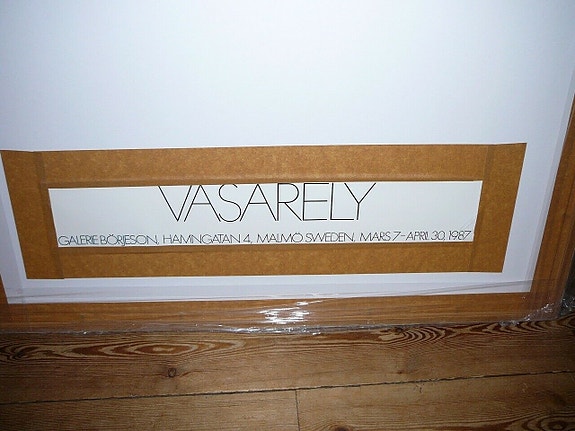 VASARELY
GALERIE BÖRJESON, HAMNGATAN 4, MALMÖ SWEDEN, MARS 7–APRIL 30, 1987